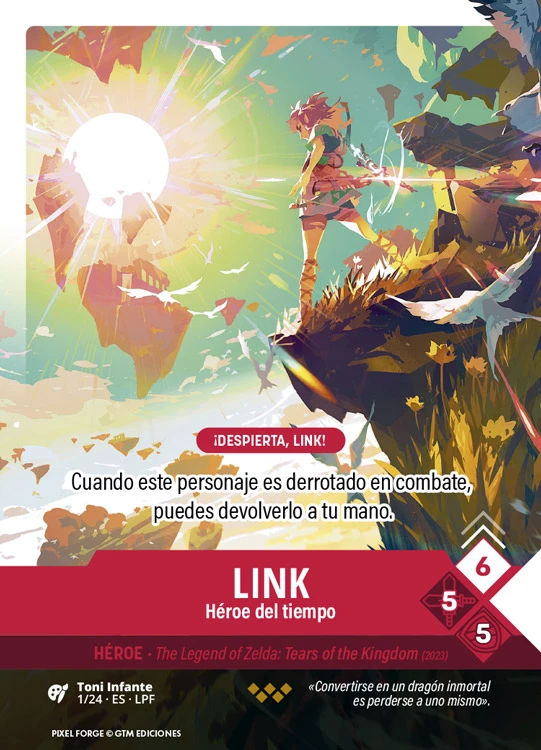 ¡DESPIERTA, LINK!
Cuando este personaje es derrotado en combate,
puedes devolverlo a tu mano.
LINK
Héroe del tiempo
6
5
5
HÉROE · The Legend of Zelda: Tears of the Kingdom (2023)
Toni Infante
1/24 · ES · LPF
«Convertirse en un dragón inmortal
es perderse a uno mismo».
PIXEL FORGE © GTM EDICIONES